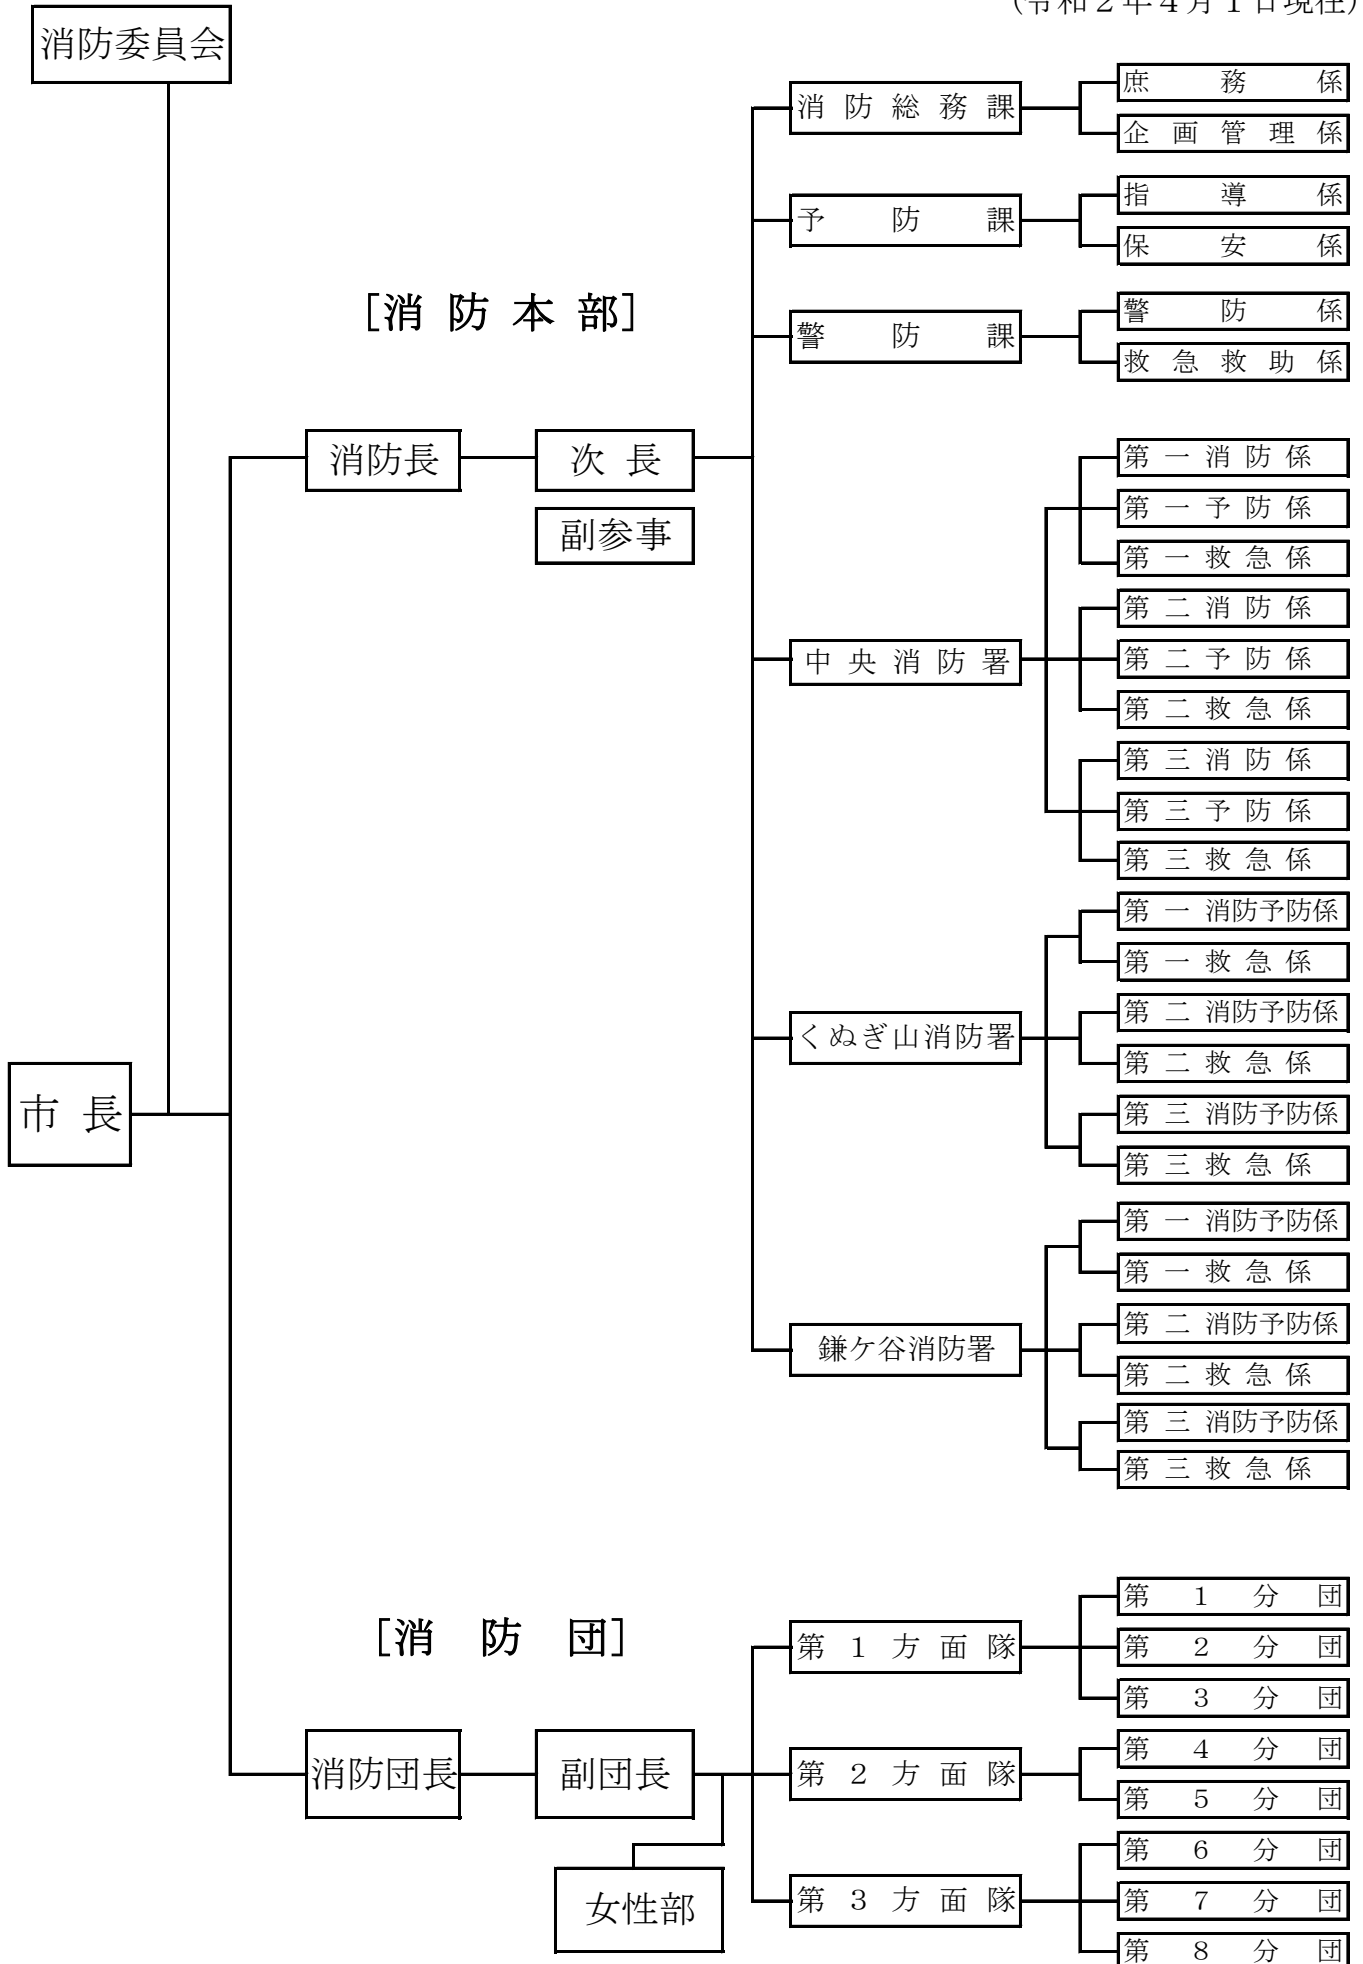 (令和２年４月１日現在)
消防委員会
消防総務課
庶務係
企画管理係
予防課
指導係
保安係
[消防本部]
警防課
警防係
救急救助係
消防長
次長
副参事
中央消防署
第一消防係
第一予防係
第一救急係
第二消防係
第二予防係
第二救急係
第三消防係
第三予防係
第三救急係
くぬぎ山消防署
第一消防予防係
第一救急係
第二消防予防係
第二救急係
第三消防予防係
第三救急係
市長
鎌ケ谷消防署
第一消防予防係
第一救急係
第二消防予防係
第二救急係
第三消防予防係
第三救急係
[消防団]
消防団長
副団長
女性部
第１方面隊
第１分団
第２分団
第３分団
第２方面隊
第４分団
第５分団
第３方面隊
第６分団
第７分団
第８分団